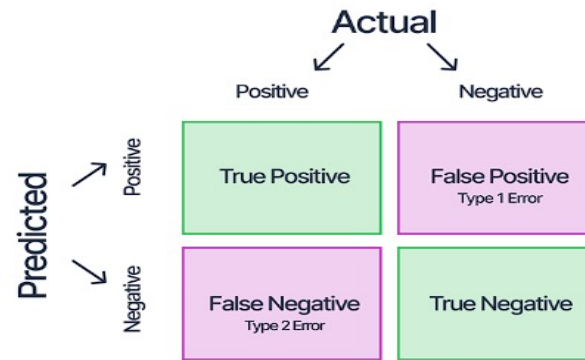 Actual
Positive
Negative
Predicted
Positive
True Positive
False Positive
Type 1 Error
Negative
False Negative
Type 2 Error
True Negative